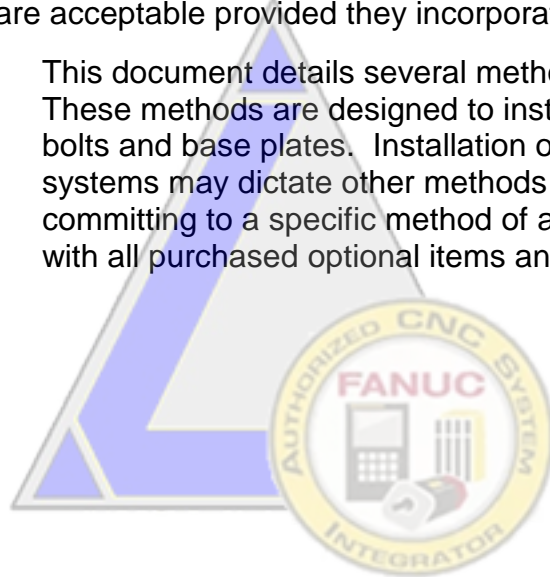 are acceptable provided they incorporat
This document details several metho
These methods are designed to inst
bolts and base plates. Installation o
systems may dictate other methods
committing to a specific method of a
with all purchased optional items an
AUTHORIZED CNC SYSTEM
FANUC
INTEGRATOR